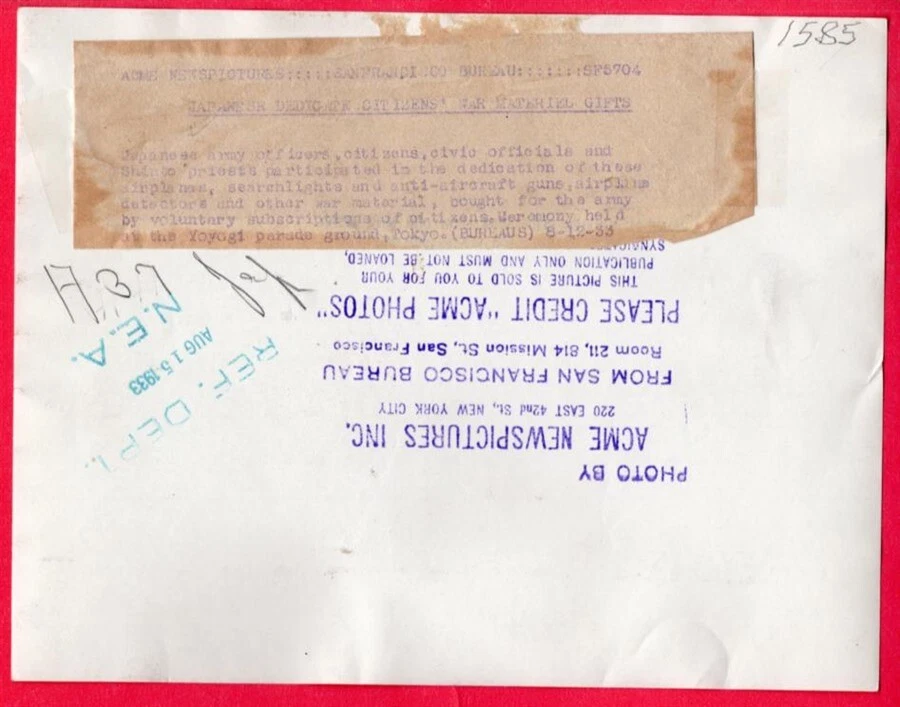 1585
ACME NEWSPICTURES:::::SANFRANCISCO BUREAU:::::::SF5704
JAPANESE DEDICATE CITIZENS' WAR MATERIEL GIFTS
Japanese army officers,citizens,civic officials and
Shinto priests participated in the dedication of these
airplanes, searchlights and anti-aircraft guns,airplane
detectors and other war material, bought for the army
by voluntary subscriptions of citizens.Ceremony held
at the Yoyogi parade ground,Tokyo.(BUREAUS) 8-12-33
PHOTO BY
ACME NEWSPICTURES INC.
220 EAST 42nd St, NEW YORK CITY
FROM SAN FRANCISCO BUREAU
Room 211, 814 Mission St, San Francisco
PLEASE CREDIT "ACME PHOTOS"
THIS PICTURE IS SOLD TO YOU FOR YOUR
PUBLICATION ONLY AND MUST NOT BE LOANED,
SYNDICATE
A37 Jap
REF. DEPT.
AUG 15 1933
N.E.A.